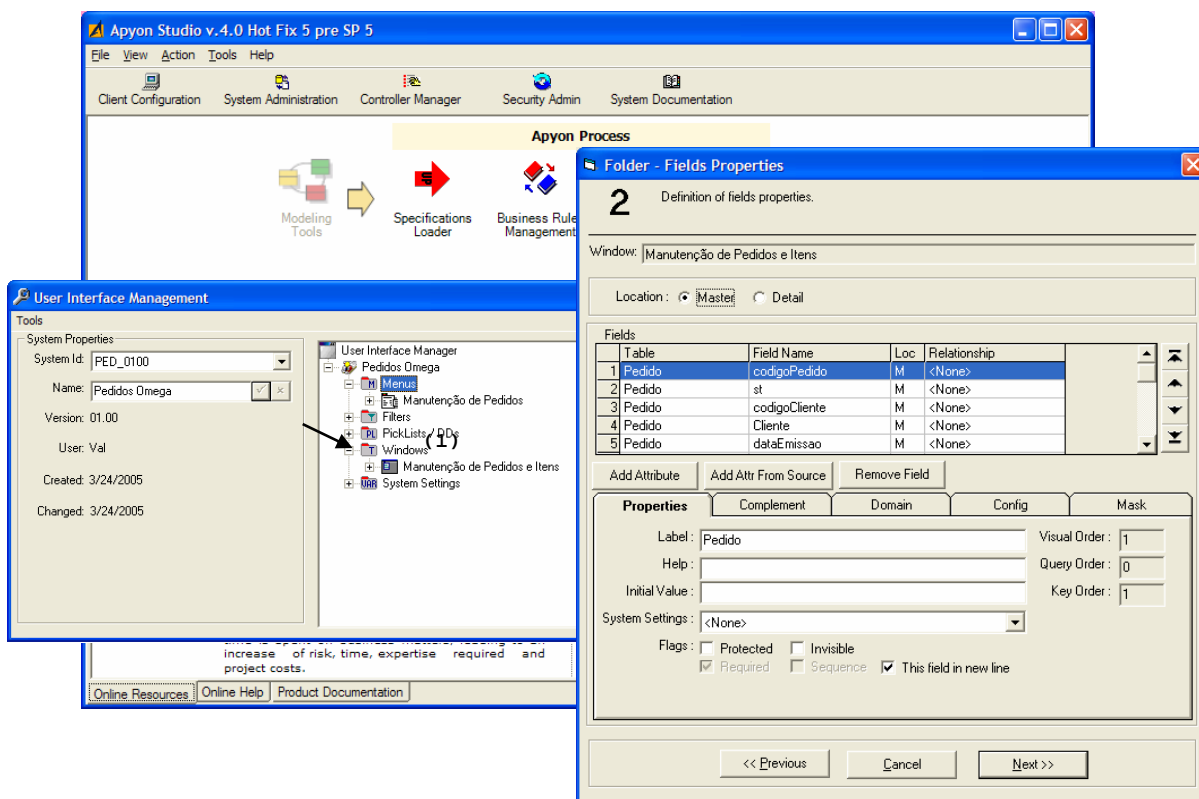 Apyon Studio v.4.0 Hot Fix 5 pre SP 5
File View Action Tools Help
Client Configuration System Administration Controller Manager Security Admin System Documentation
Apyon Process
Modeling Tools
Specifications Loader
Business Rule Management
increase of risk, time, expertise required and
project costs.
Online Resources Online Help Product Documentation
User Interface Management
Tools
System Properties
System Id: PED_0100
Name: Pedidos Omega
Version: 01.00
User: Val
Created: 3/24/2005
Changed: 3/24/2005
User Interface Manager
Pedidos Omega
M Menus
Manutenção de Pedidos
Filters
PL PickLists / DDs
(1)
Windows
Manutenção de Pedidos e Itens
VAR System Settings
Folder - Fields Properties
2 Definition of fields properties.
Window: Manutenção de Pedidos e Itens
Location : Master Detail
Fields
Table Field Name Loc Relationship
1 Pedido codigoPedido M <None>
2 Pedido st M <None>
3 Pedido codigoCliente M <None>
4 Pedido Cliente M <None>
5 Pedido dataEmissao M <None>
Add Attribute Add Attr From Source Remove Field
Properties Complement Domain Config Mask
Label : Pedido Visual Order : 1
Help : Query Order : 0
Initial Value : Key Order : 1
System Settings : <None>
Flags : Protected Invisible
Required Sequence This field in new line
<< Previous Cancel Next >>